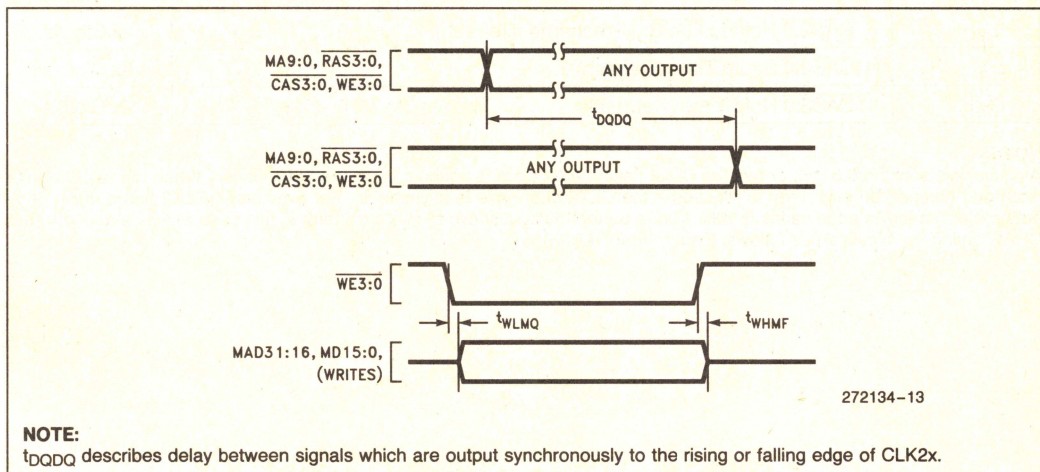 MA9:0, RAS3:0,
CAS3:0, WE3:0
ANY OUTPUT
tDQDQ
MA9:0, RAS3:0,
CAS3:0, WE3:0
ANY OUTPUT
WE3:0
tWLMQ
tWHMF
MAD31:16, MD15:0,
(WRITES)
272134-13
NOTE:
tDQDQ describes delay between signals which are output synchronously to the rising or falling edge of CLK2x.